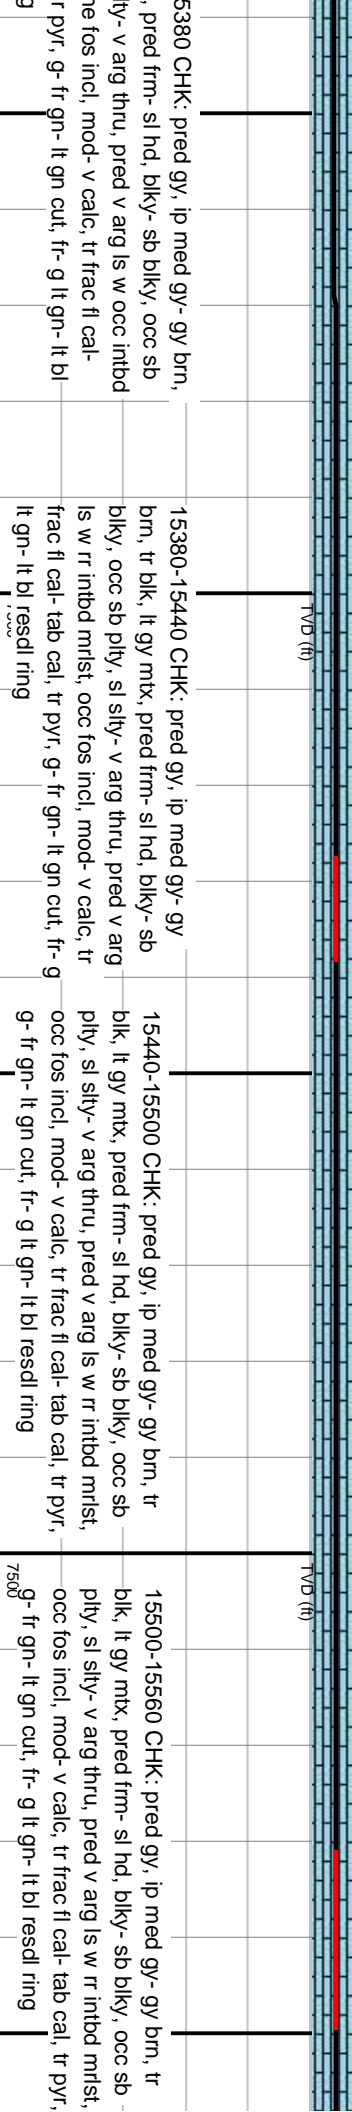 5380 CHK: pred gy, ip med gy- gy brn,
, pred frm- sl hd, blky- sb blky, occ sb
lty- v arg thru, pred v arg ls w occ intbd
ne fos incl, mod- v calc, tr frac fl cal-
r pyr, g- fr gn- lt gn cut, fr- g lt gn- lt bl
g
TVD (ft)
15380-15440 CHK: pred gy, ip med gy- gy
brn, tr blk, lt gy mtx, pred frm- sl hd, blky- sb
blky, occ sb plty, sl slty- v arg thru, pred v arg
ls w rr intbd mrlst, occ fos incl, mod- v calc, tr
frac fl cal- tab cal, tr pyr, g- fr gn- lt gn cut, fr- g
lt gn- lt bl resdl ring
15440-15500 CHK: pred gy, ip med gy- gy brn, tr
blk, lt gy mtx, pred frm- sl hd, blky- sb blky, occ sb
plty, sl slty- v arg thru, pred v arg ls w rr intbd mrlst,
occ fos incl, mod- v calc, tr frac fl cal- tab cal, tr pyr,
g- fr gn- lt gn cut, fr- g lt gn- lt bl resdl ring
TVD (ft)
15500-15560 CHK: pred gy, ip med gy- gy brn, tr
blk, lt gy mtx, pred frm- sl hd, blky- sb blky, occ sb
plty, sl slty- v arg thru, pred v arg ls w rr intbd mrlst,
occ fos incl, mod- v calc, tr frac fl cal- tab cal, tr pyr,
g- fr gn- lt gn cut, fr- g lt gn- lt bl resdl ring
7500